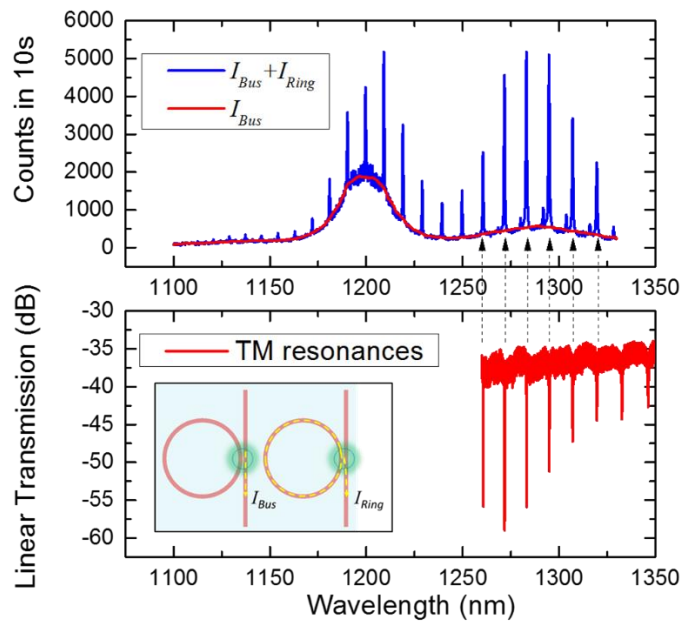 6000
5000
4000
3000
2000
1000
0
Counts in 10s
I_Bus + I_Ring
I_Bus
1100 1150 1200 1250 1300 1350
-30
-35
-40
-45
-50
-55
-60
Linear Transmission (dB)
TM resonances
I_Bus
I_Ring
1100 1150 1200 1250 1300 1350
Wavelength (nm)